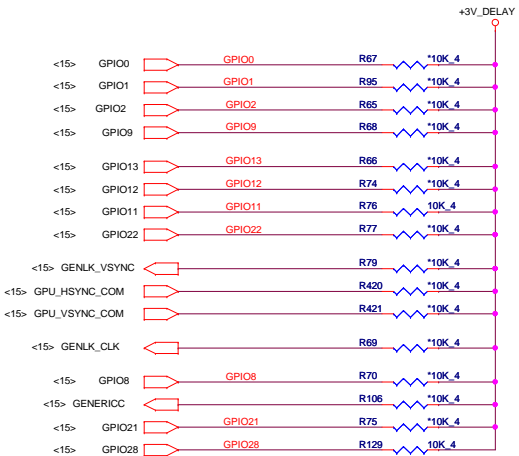 +3V_DELAY
<15> GPIO0 GPIO0 R67 *10K_4
<15> GPIO1 GPIO1 R95 *10K_4
<15> GPIO2 GPIO2 R65 *10K_4
<15> GPIO9 GPIO9 R68 *10K_4
<15> GPIO13 GPIO13 R66 *10K_4
<15> GPIO12 GPIO12 R74 *10K_4
<15> GPIO11 GPIO11 R76 10K_4
<15> GPIO22 GPIO22 R77 *10K_4
<15> GENLK_VSYNC R79 *10K_4
<15> GPU_HSYNC_COM R420 *10K_4
<15> GPU_VSYNC_COM R421 *10K_4
<15> GENLK_CLK R69 *10K_4
<15> GPIO8 GPIO8 R70 *10K_4
<15> GENERICC R106 *10K_4
<15> GPIO21 GPIO21 R75 *10K_4
<15> GPIO28 GPIO28 R129 10K_4